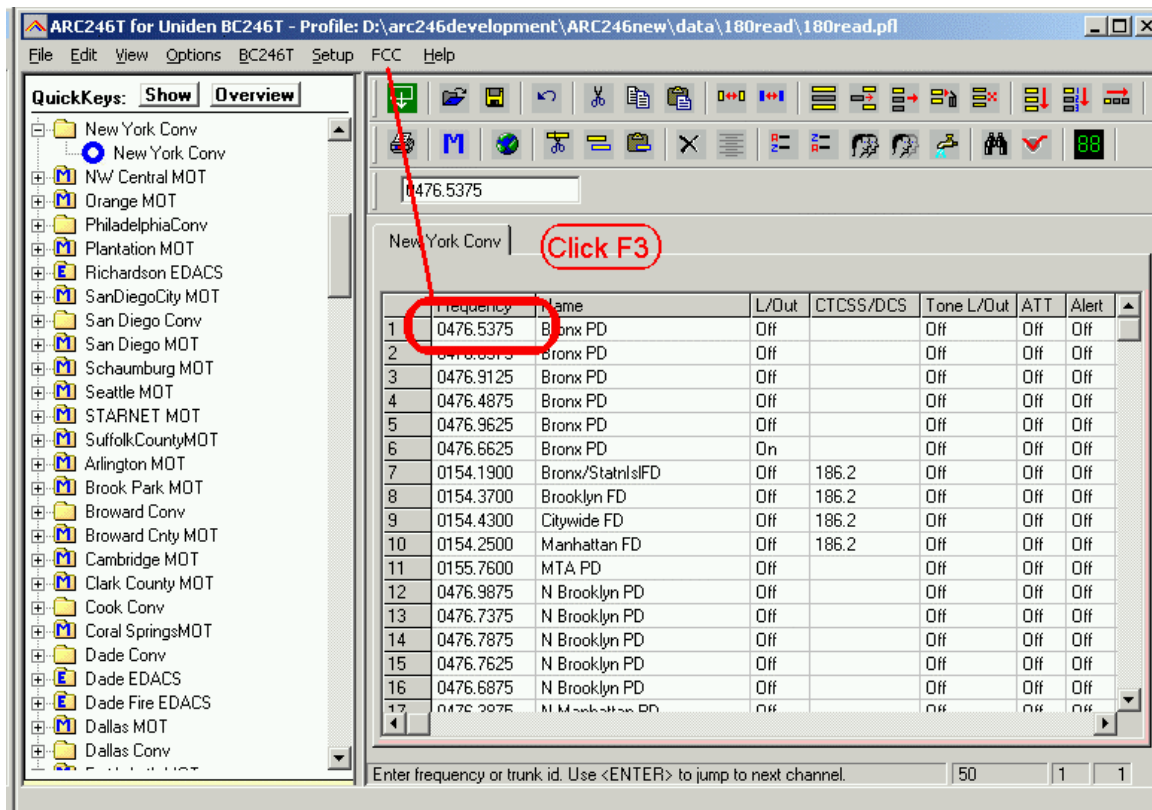 ARC246T for Uniden BC246T - Profile: D:\arc246development\ARC246new\data\180read\180read.pfl
File Edit View Options BC246T Setup FCC Help
QuickKeys: Show Overview
New York Conv
New York Conv
NW Central MOT
Orange MOT
PhiladelphiaConv
Plantation MOT
Richardson EDACS
SanDiegoCity MOT
San Diego Conv
San Diego MOT
Schaumburg MOT
Seattle MOT
STARNET MOT
SuffolkCountyMOT
Arlington MOT
Brook Park MOT
Broward Conv
Broward Cnty MOT
Cambridge MOT
Clark County MOT
Cook Conv
Coral SpringsMOT
Dade Conv
Dade EDACS
Dade Fire EDACS
Dallas MOT
Dallas Conv
0476.5375
New York Conv
Click F3
Frequency Name L/Out CTCSS/DCS Tone L/Out ATT Alert
1 0476.5375 Bronx PD Off Off Off Off
2 Bronx PD Off Off Off Off
3 0476.9125 Bronx PD Off Off Off Off
4 0476.4875 Bronx PD Off Off Off Off
5 0476.9625 Bronx PD Off Off Off Off
6 0476.6625 Bronx PD On Off Off Off
7 0154.1900 Bronx/StatnIslFD Off 186.2 Off Off Off
8 0154.3700 Brooklyn FD Off 186.2 Off Off Off
9 0154.4300 Citywide FD Off 186.2 Off Off Off
10 0154.2500 Manhattan FD Off 186.2 Off Off Off
11 0155.7600 MTA PD Off Off Off Off
12 0476.9875 N Brooklyn PD Off Off Off Off
13 0476.7375 N Brooklyn PD Off Off Off Off
14 0476.7875 N Brooklyn PD Off Off Off Off
15 0476.7625 N Brooklyn PD Off Off Off Off
16 0476.6875 N Brooklyn PD Off Off Off Off
17 N Manhattan PD Off Off Off Off
Enter frequency or trunk id. Use <ENTER> to jump to next channel. 50 1 1